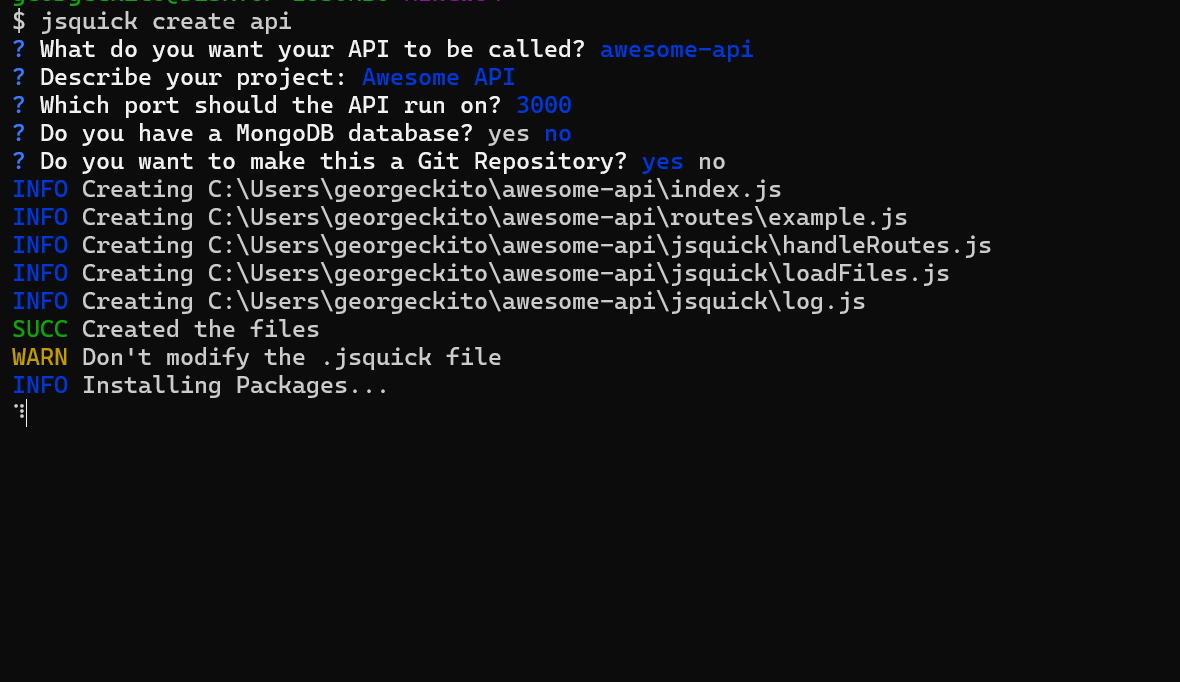 $ jsquick create api
? What do you want your API to be called? awesome-api
? Describe your project: Awesome API
? Which port should the API run on? 3000
? Do you have a MongoDB database? yes no
? Do you want to make this a Git Repository? yes no
INFO Creating C:\Users\georgeckito\awesome-api\index.js
INFO Creating C:\Users\georgeckito\awesome-api\routes\example.js
INFO Creating C:\Users\georgeckito\awesome-api\jsquick\handleRoutes.js
INFO Creating C:\Users\georgeckito\awesome-api\jsquick\loadFiles.js
INFO Creating C:\Users\georgeckito\awesome-api\jsquick\log.js
SUCC Created the files
WARN Don't modify the .jsquick file
INFO Installing Packages...